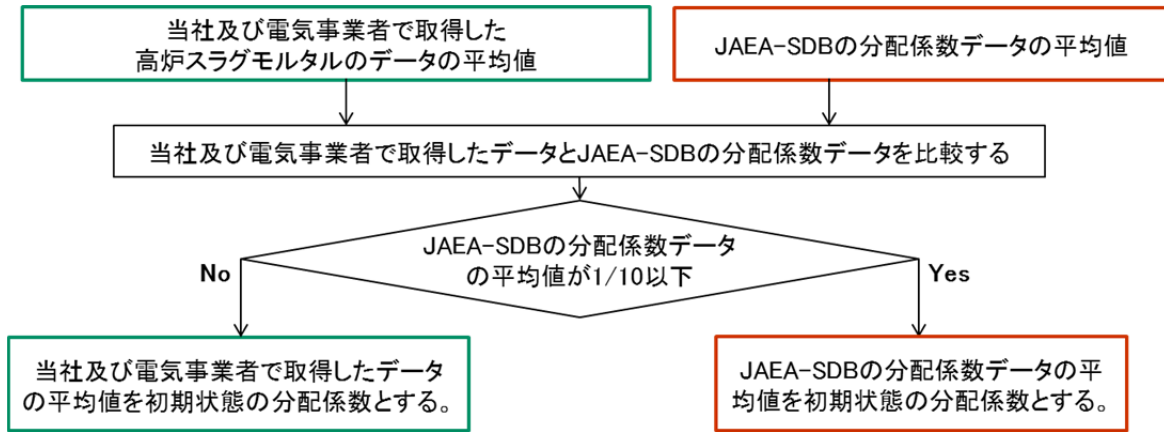 当社及び電気事業者で取得した
高炉スラグモルタルのデータの平均値
JAEA-SDBの分配係数データの平均値
当社及び電気事業者で取得したデータとJAEA-SDBの分配係数データを比較する
JAEA-SDBの分配係数データ
の平均値が1/10以下
No
Yes
当社及び電気事業者で取得したデータ
の平均値を初期状態の分配係数とする。
JAEA-SDBの分配係数データの平
均値を初期状態の分配係数とする。